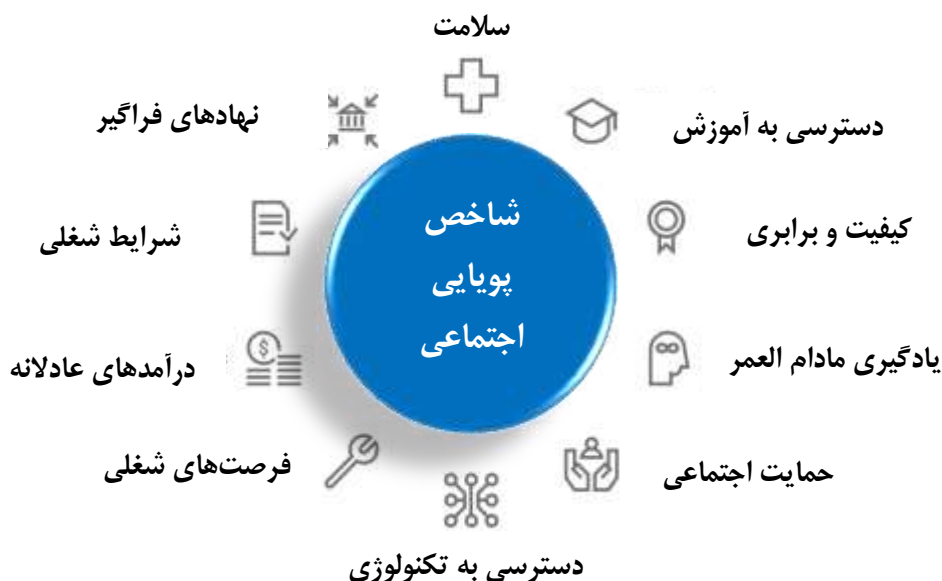 سلامت
دسترسی به آموزش
کیفیت و برابری
یادگیری مادام العمر
حمایت اجتماعی
دسترسی به تکنولوژی
فرصت‌های شغلی
درآمدهای عادلانه
شرایط شغلی
نهادهای فراگیر
شاخص
پویایی
اجتماعی